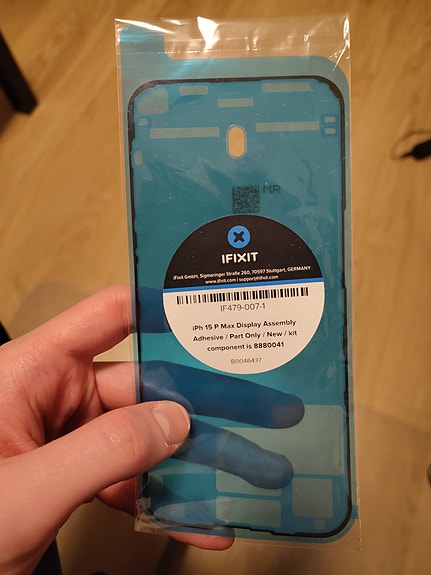 MR
IFIXIT
iFixit GmbH, Sigmaringer Straße 260, 70597 Stuttgart, GERMANY
www.ifixit.com | support@ifixit.com
IF479-007-1
iPh 15 P Max Display Assembly
Adhesive / Part Only / New / kit
component is 8880041
B0046437